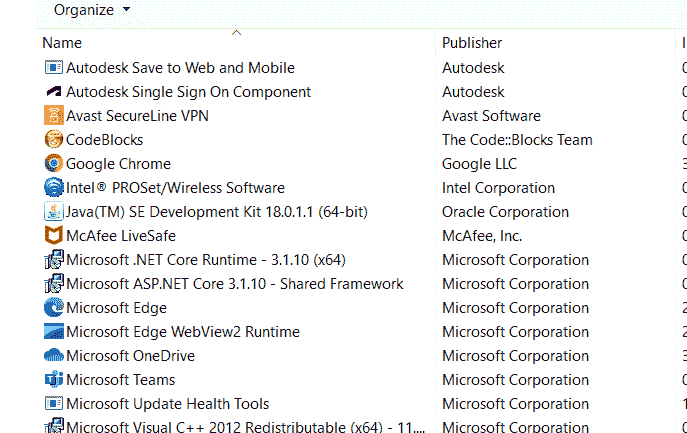 Organize
Name Publisher I
Autodesk Save to Web and Mobile Autodesk 0
Autodesk Single Sign On Component Autodesk 0
Avast SecureLine VPN Avast Software 0
CodeBlocks The Code::Blocks Team 0
Google Chrome Google LLC 3
Intel® PROSet/Wireless Software Intel Corporation 0
Java(TM) SE Development Kit 18.0.1.1 (64-bit) Oracle Corporation 0
McAfee LiveSafe McAfee, Inc. 0
Microsoft .NET Core Runtime - 3.1.10 (x64) Microsoft Corporation 0
Microsoft ASP.NET Core 3.1.10 - Shared Framework Microsoft Corporation 0
Microsoft Edge Microsoft Corporation 2
Microsoft Edge WebView2 Runtime Microsoft Corporation 2
Microsoft OneDrive Microsoft Corporation 3
Microsoft Teams Microsoft Corporation 0
Microsoft Update Health Tools Microsoft Corporation 1
Microsoft Visual C++ 2012 Redistributable (x64) - 11.... Microsoft Corporation 0